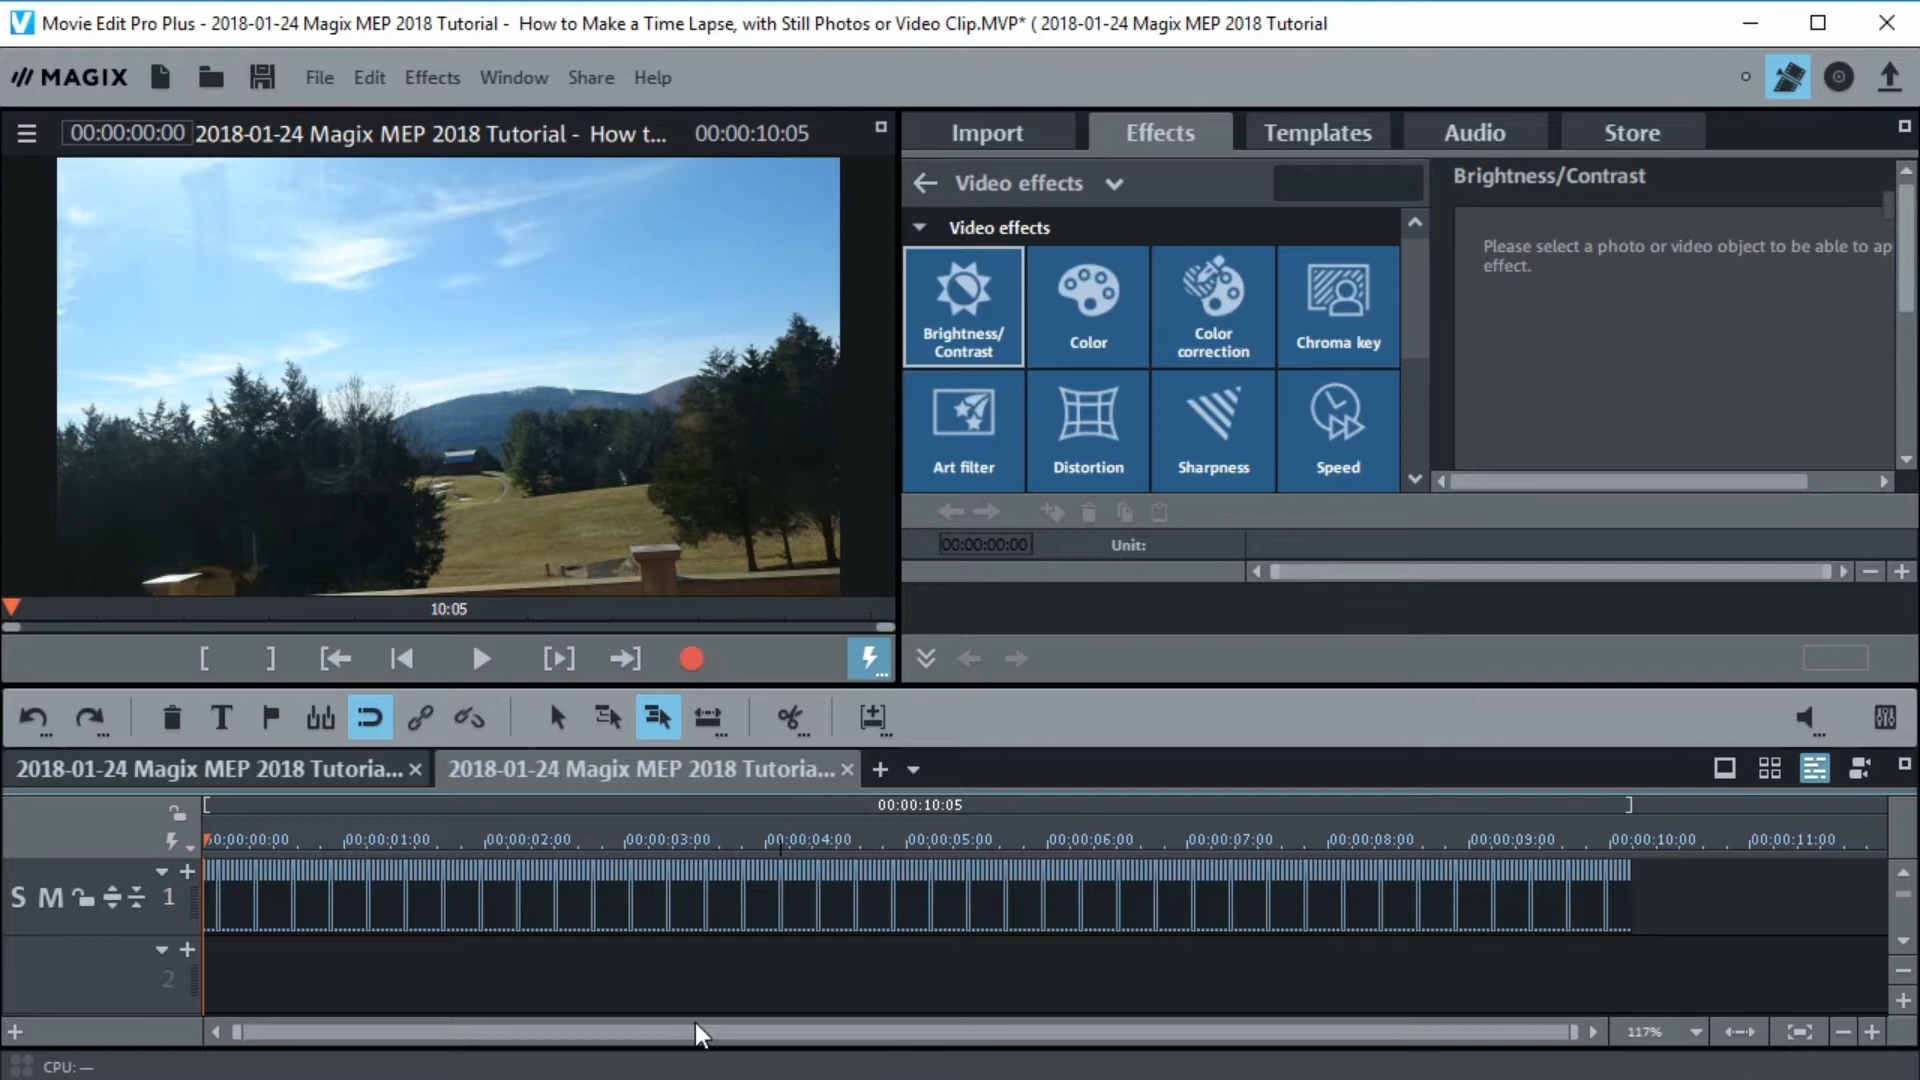 Movie Edit Pro Plus - 2018-01-24 Magix MEP 2018 Tutorial -  How to Make a Time Lapse, with Still Photos or Video Clip.MVP* ( 2018-01-24 Magix MEP 2018 Tutorial
MAGIX File Edit Effects Window Share Help
00:00:00:00 2018-01-24 Magix MEP 2018 Tutorial -  How t... 00:00:10:05
Import Effects Templates Audio Store
Video effects
Brightness/Contrast
Video effects
Please select a photo or video object to be able to ap
effect.
Brightness/
Contrast
Color
Color
correction
Chroma key
Art filter
Distortion
Sharpness
Speed
00:00:00:00 Unit:
10:05
2018-01-24 Magix MEP 2018 Tutoria... 2018-01-24 Magix MEP 2018 Tutoria...
00:00:10:05
00:00:00:00 00:00:01:00 00:00:02:00 00:00:03:00 00:00:04:00 00:00:05:00 00:00:06:00 00:00:07:00 00:00:08:00 00:00:09:00 00:00:10:00 00:00:11:00
S M 1
2
117%
CPU: —